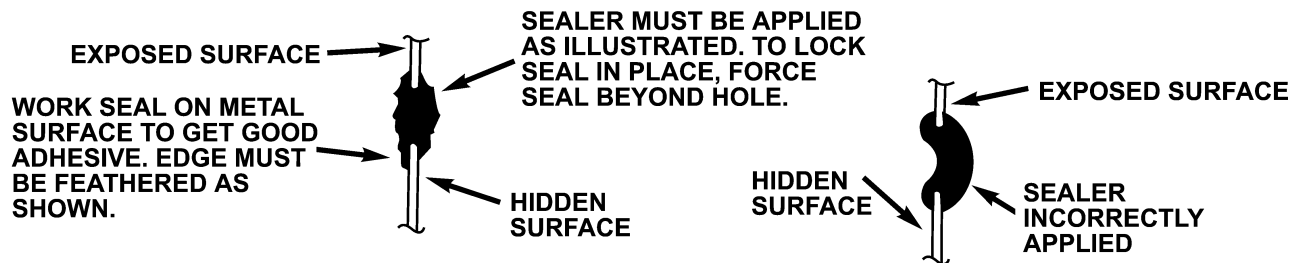 EXPOSED SURFACE
SEALER MUST BE APPLIED
AS ILLUSTRATED. TO LOCK
SEAL IN PLACE, FORCE
SEAL BEYOND HOLE.
WORK SEAL ON METAL
SURFACE TO GET GOOD
ADHESIVE. EDGE MUST
BE FEATHERED AS
SHOWN.
HIDDEN
SURFACE
EXPOSED SURFACE
HIDDEN
SURFACE
SEALER
INCORRECTLY
APPLIED